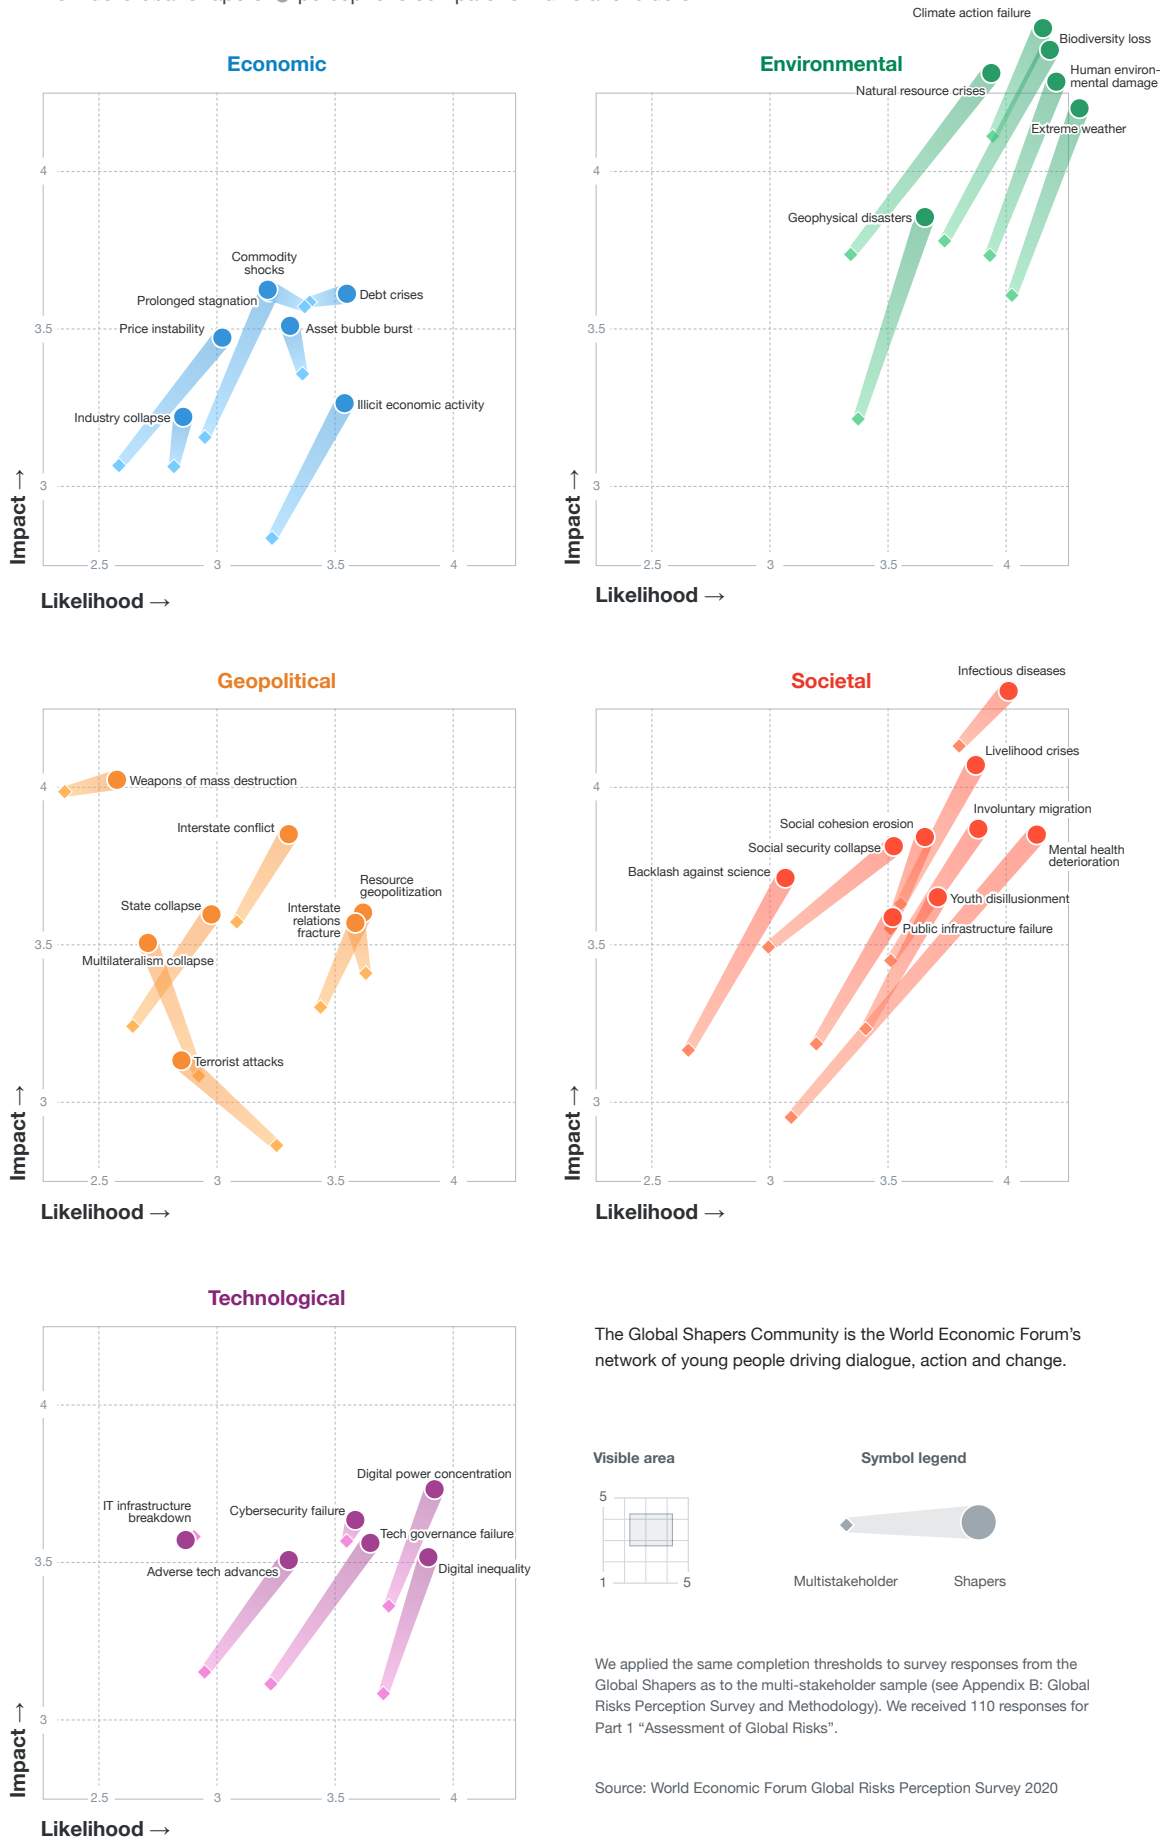 Economic
Commodity
shocks
Prolonged stagnation
Debt crises
Price instability
Asset bubble burst
Industry collapse
Illicit economic activity
4
3.5
3
Impact →
2.5 3 3.5 4
Likelihood →
Environmental
Climate action failure
Biodiversity loss
Human environ-
mental damage
Natural resource crises
Extreme weather
Geophysical disasters
4
3.5
3
Impact →
2.5 3 3.5 4
Likelihood →
Geopolitical
Weapons of mass destruction
Interstate conflict
Resource
geopolitization
State collapse
Interstate
relations
fracture
Multilateralism collapse
Terrorist attacks
4
3.5
3
Impact →
2.5 3 3.5 4
Likelihood →
Societal
Infectious diseases
Livelihood crises
Involuntary migration
Social cohesion erosion
Social security collapse
Mental health
deterioration
Backlash against science
Youth disillusionment
Public infrastructure failure
4
3.5
3
Impact →
2.5 3 3.5 4
Likelihood →
Technological
Digital power concentration
IT infrastructure
breakdown
Cybersecurity failure
Tech governance failure
Adverse tech advances
Digital inequality
4
3.5
3
Impact →
2.5 3 3.5 4
Likelihood →
The Global Shapers Community is the World Economic Forum’s
network of young people driving dialogue, action and change.
Visible area
5
1 5
Symbol legend
Multistakeholder Shapers
We applied the same completion thresholds to survey responses from the
Global Shapers as to the multi-stakeholder sample (see Appendix B: Global
Risks Perception Survey and Methodology). We received 110 responses for
Part 1 “Assessment of Global Risks”.
Source: World Economic Forum Global Risks Perception Survey 2020